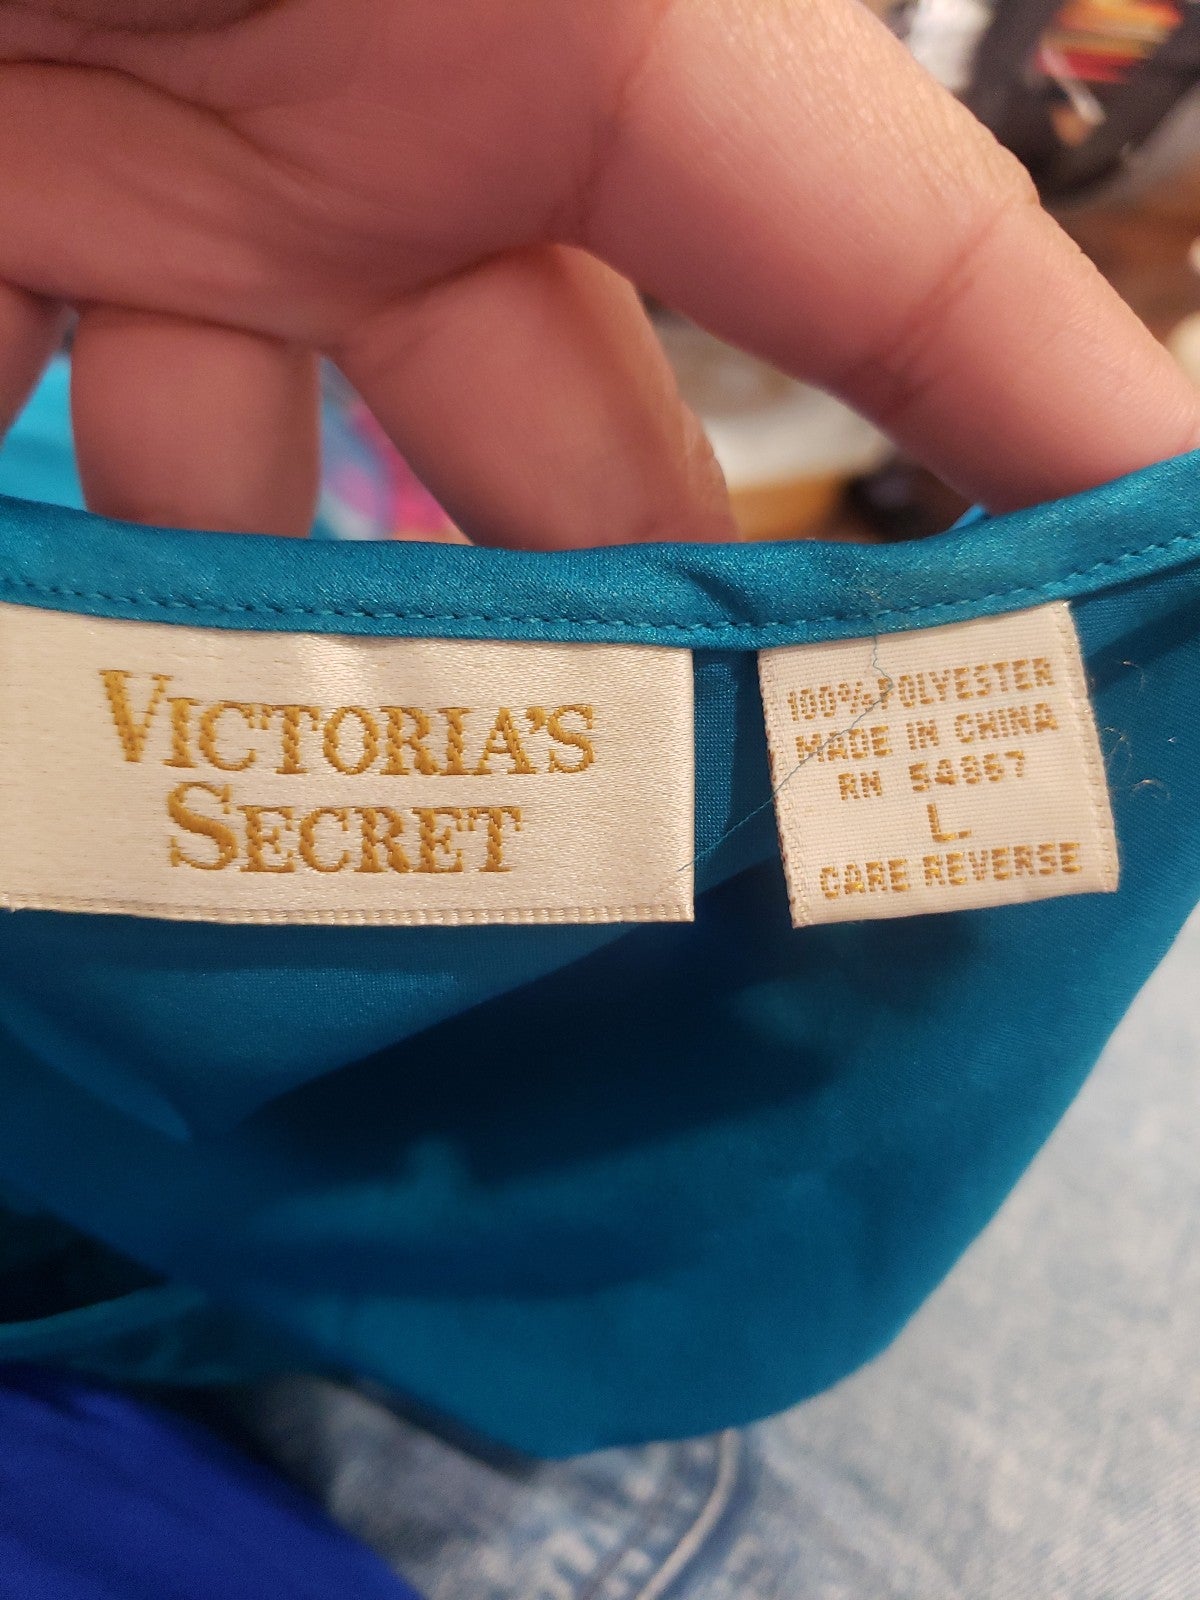 VICTORIA'S
SECRET
100% POLYESTER
MADE IN CHINA
RN 54867
L
CARE REVERSE